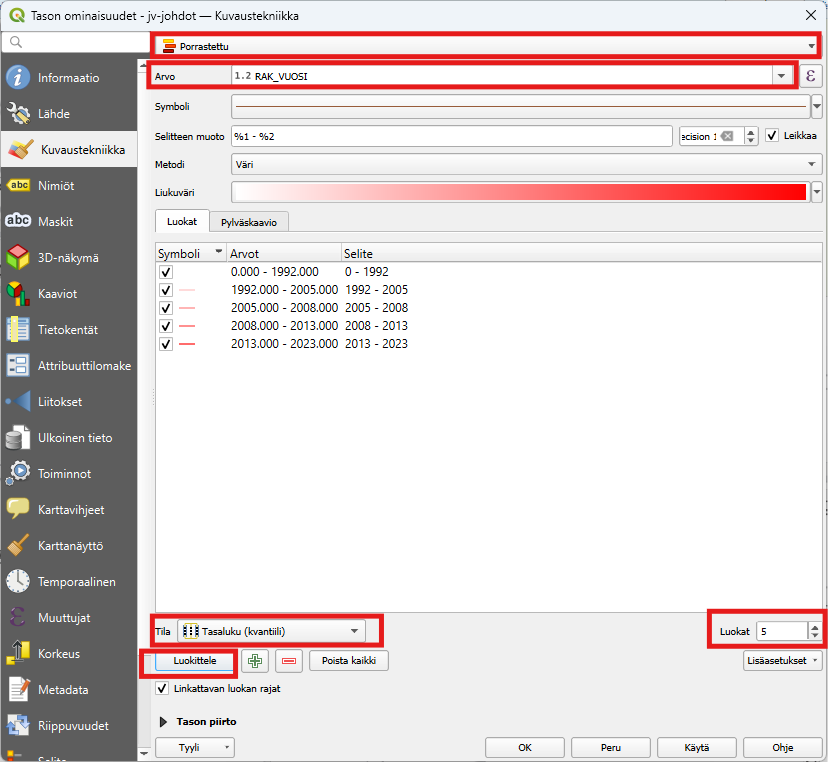 Tason ominaisuudet - jv-johdot — Kuvaustekniikka
Informaatio
Lähde
Kuvaustekniikka
abc Nimiöt
abc Maskit
3D-näkymä
Kaaviot
Tietokentät
Attribuuttilomake
Liitokset
Ulkoinen tieto
Toiminnot
Karttavihjeet
Karttanäyttö
Temporaalinen
Muuttujat
Korkeus
Metadata
Riippuvuudet
Porrastettu
Arvo 1.2 RAK_VUOSI ε
Symboli
Selitteen muoto %1 - %2 ecision 1 Leikkaa
Metodi Väri
Liukuväri
Luokat Pylväskaavio
Symboli Arvot Selite
0.000 - 1992.000 0 - 1992
1992.000 - 2005.000 1992 - 2005
2005.000 - 2008.000 2005 - 2008
2008.000 - 2013.000 2008 - 2013
2013.000 - 2023.000 2013 - 2023
Tila Tasaluku (kvantiili) Luokat 5
Luokittele Poista kaikki Lisäasetukset
Linkattavan luokan rajat
Tason piirto
Tyyli OK Peru Käytä Ohje